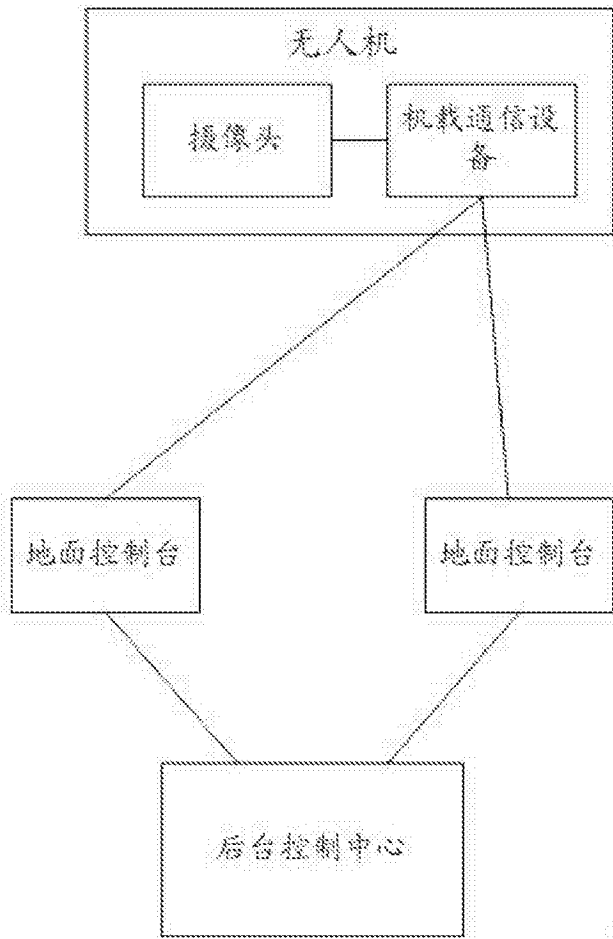 无人机
摄像头
机载通信设
备
地面控制台
地面控制台
后台控制中心